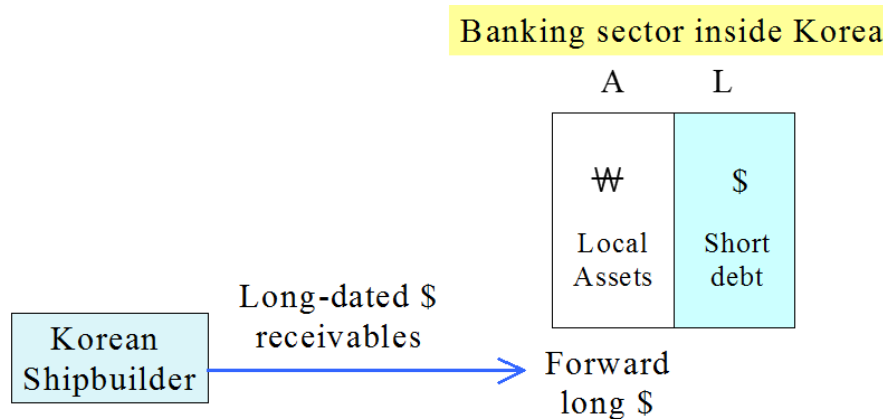 Banking sector inside Korea
A L
₩ $
Local Short
Assets debt
Long-dated $
receivables
Korean
Shipbuilder
Forward
long $